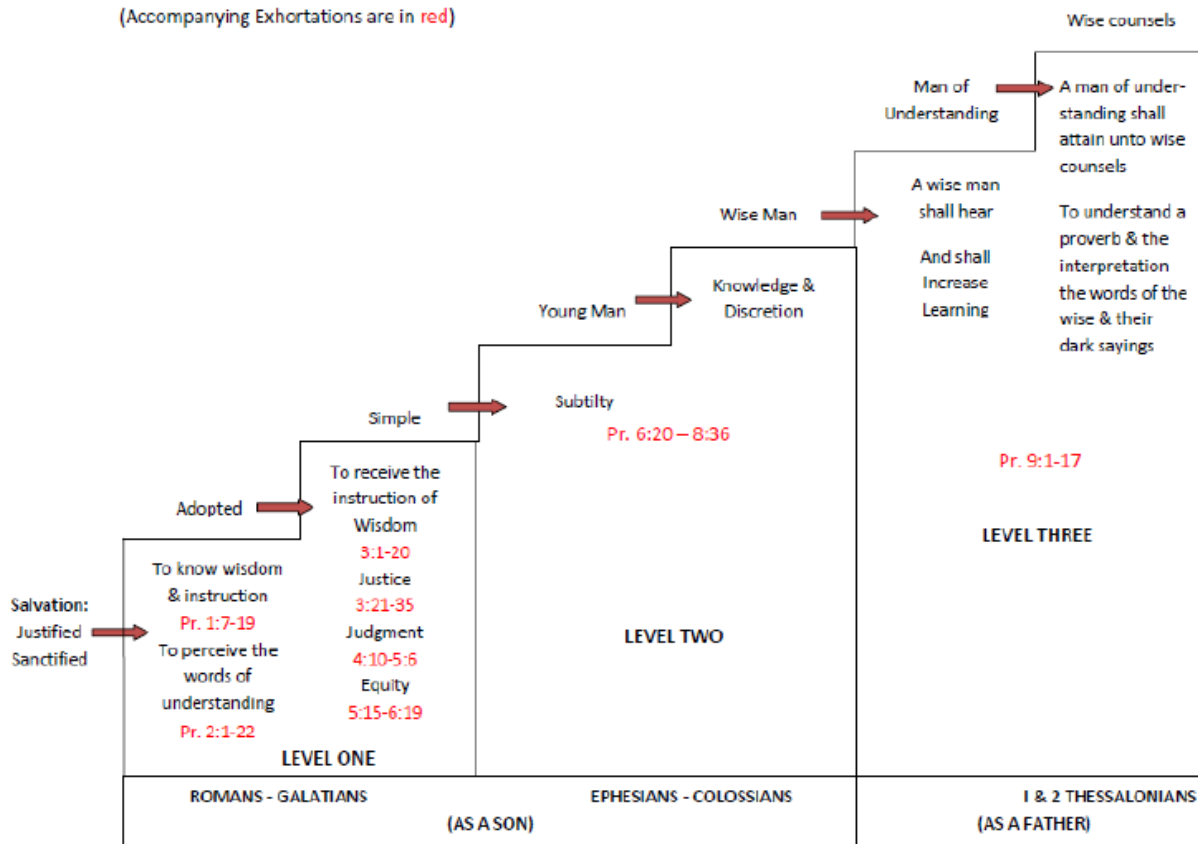 (Accompanying Exhortations are in red)
Wise counsels
Man of
Understanding
A man of under-
standing shall
attain unto wise
counsels
To understand a
proverb & the
interpretation
the words of the
wise & their
dark sayings
Wise Man
A wise man
shall hear
And shall
Increase
Learning
Pr. 9:1-17
LEVEL THREE
Young Man
Knowledge &
Discretion
Simple
Subtilty
Pr. 6:20 – 8:36
LEVEL TWO
Adopted
To receive the
instruction of
Wisdom
3:1-20
Justice
3:21-35
Judgment
4:10-5:6
Equity
5:15-6:19
Salvation:
Justified
Sanctified
To know wisdom
& instruction
Pr. 1:7-19
To perceive the
words of
understanding
Pr. 2:1-22
LEVEL ONE
ROMANS - GALATIANS
EPHESIANS - COLOSSIANS
I & 2 THESSALONIANS
(AS A SON)
(AS A FATHER)